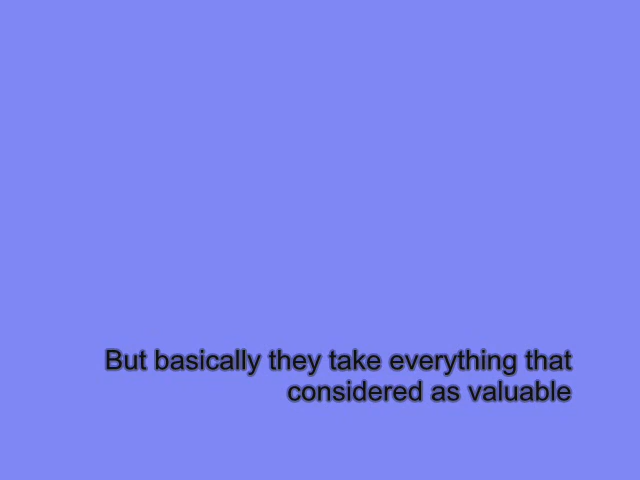 But basically they take everything that
considered as valuable